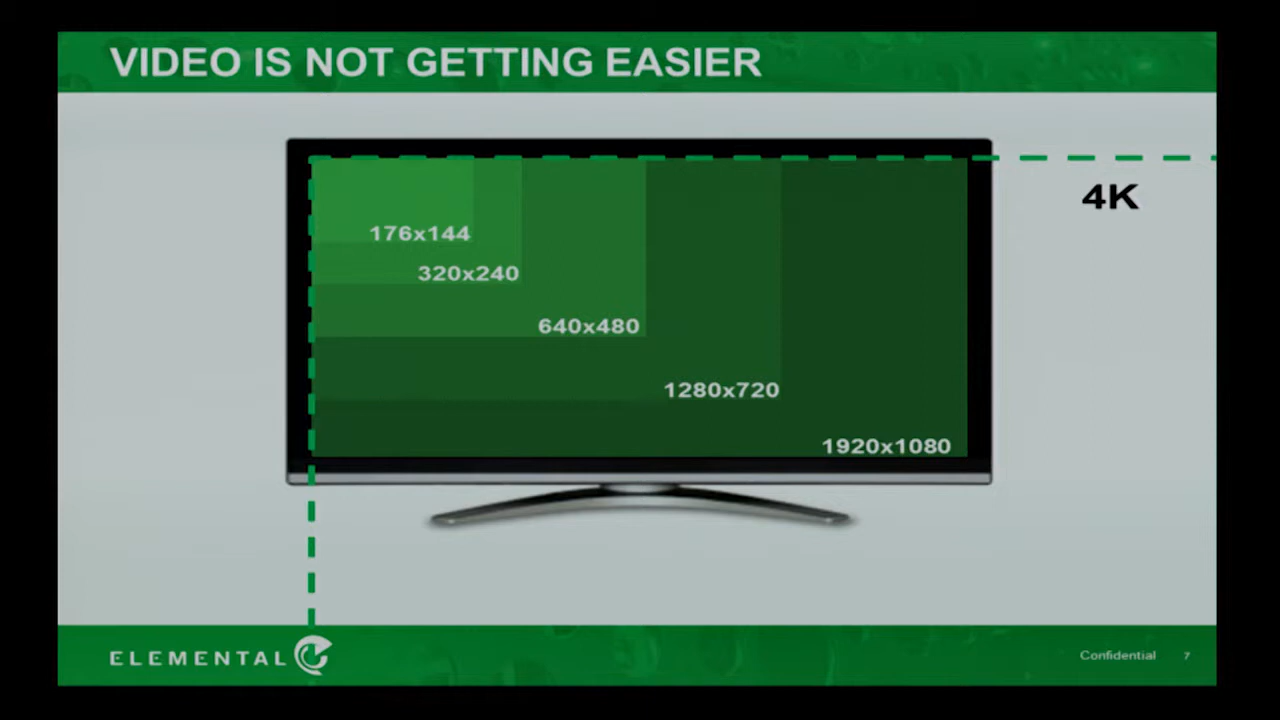 VIDEO IS NOT GETTING EASIER
4K
176x144
320x240
640x480
1280x720
1920x1080
ELEMENTAL
Confidential 7